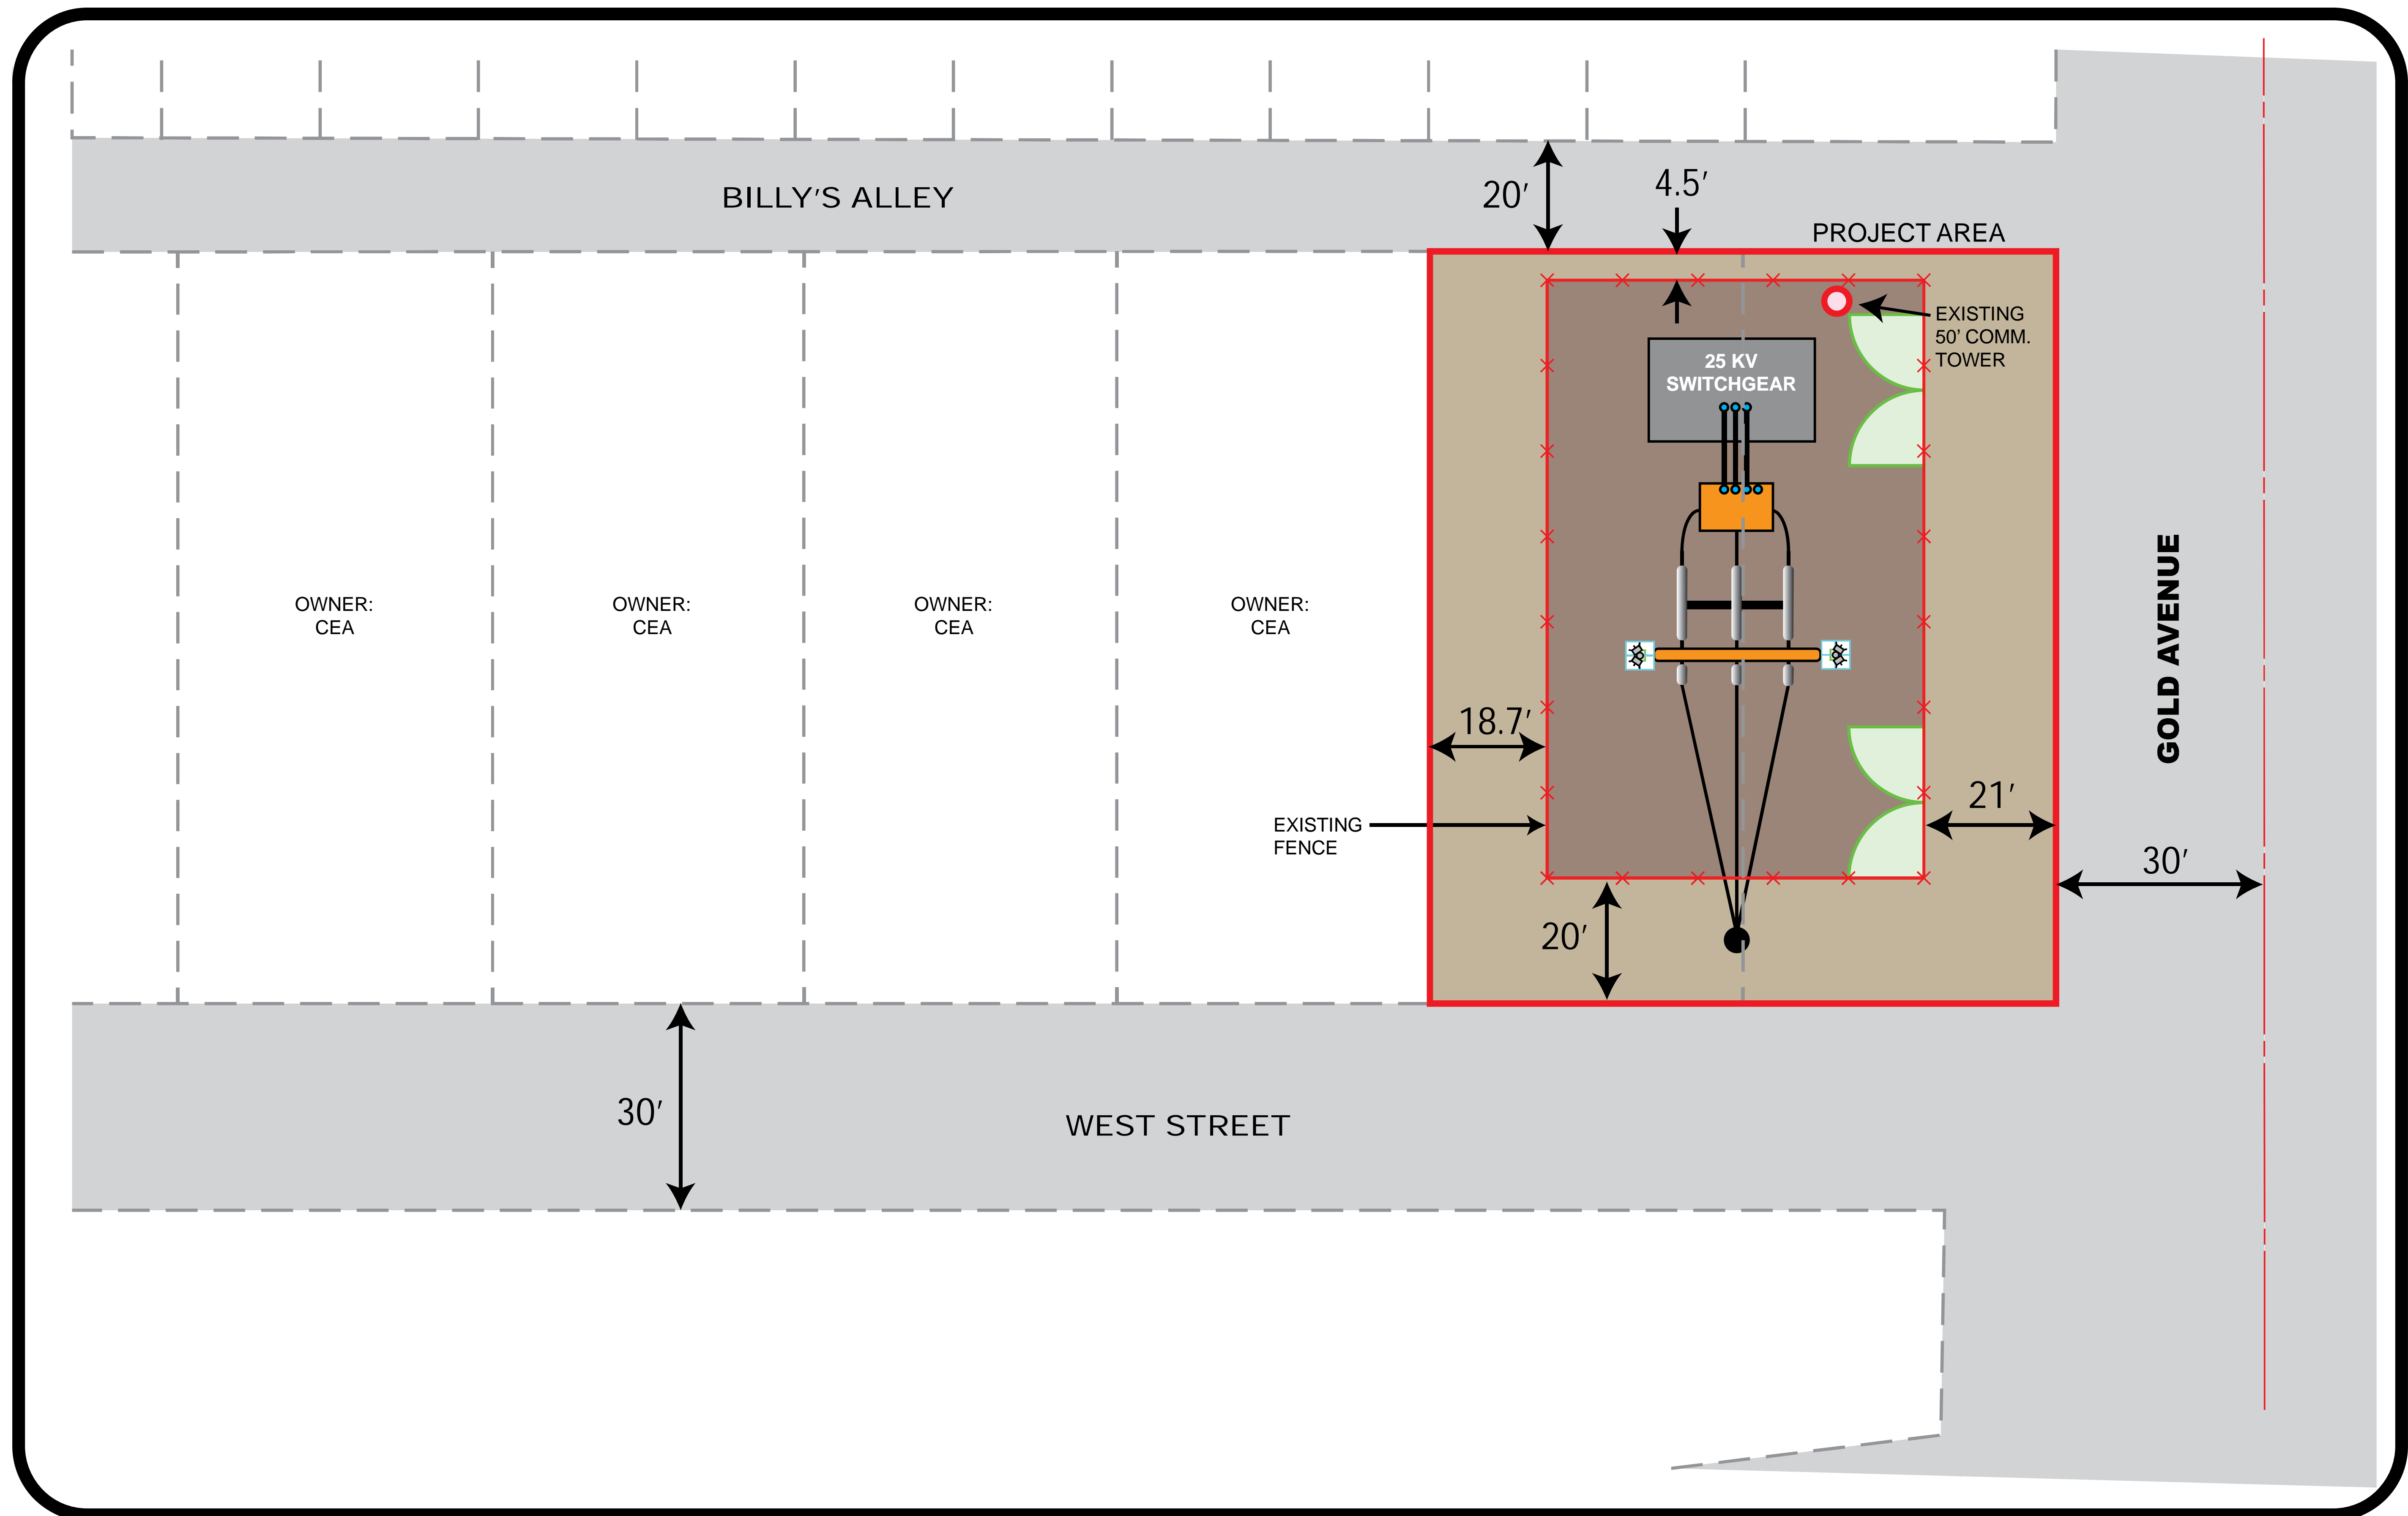 BILLY'S ALLEY
20'
4.5'
PROJECT AREA
EXISTING
50' COMM.
TOWER
25 KV
SWITCHGEAR
OWNER:
CEA
OWNER:
CEA
OWNER:
CEA
OWNER:
CEA
GOLD AVENUE
18.7'
21'
EXISTING
FENCE
30'
20'
30'
WEST STREET